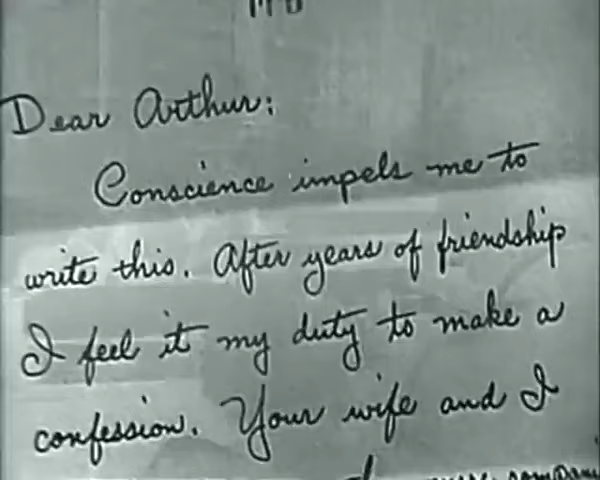 Dear Arthur:
Conscience impels me to
write this. After years of friendship
I feel it my duty to make a
confession. Your wife and I